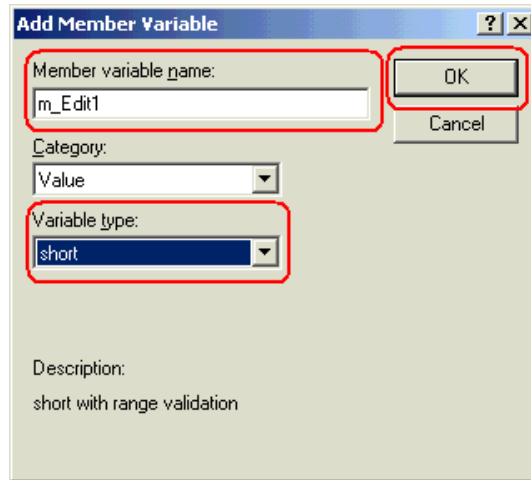 Add Member Variable
Member variable name:
m_Edit1
OK
Cancel
Category:
Value
Variable type:
short
Description:
short with range validation